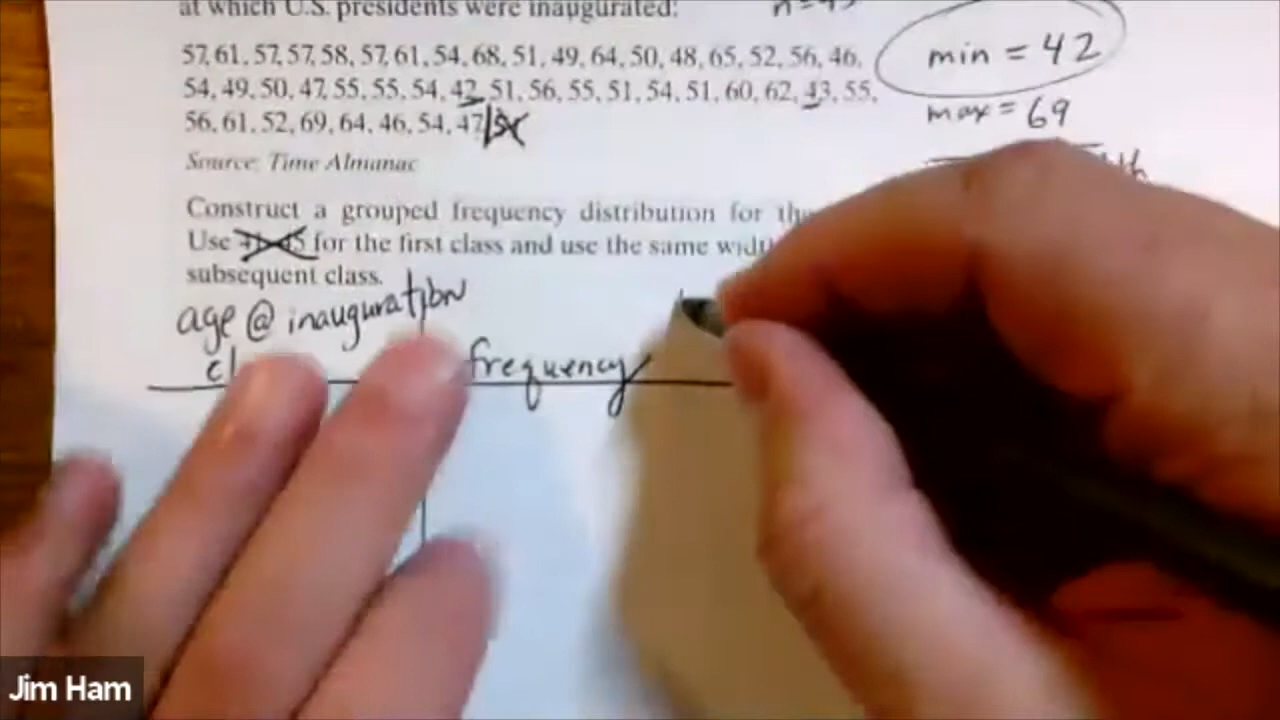 at which U.S. presidents were inaugurated:
min = 42
57, 61, 57, 57, 58, 57, 61, 54, 68, 51, 49, 64, 50, 48, 65, 52, 56, 46,
54, 49, 50, 47, 55, 55, 54, 42, 51, 56, 55, 51, 54, 51, 60, 62, 43, 55,
max = 69
56, 61, 52, 69, 64, 46, 54, 47
Source: Time Almanac
Construct a grouped frequency distribution for the
Use for the first class and use the same width
subsequent class.
age @ inauguration
frequency
Jim Ham